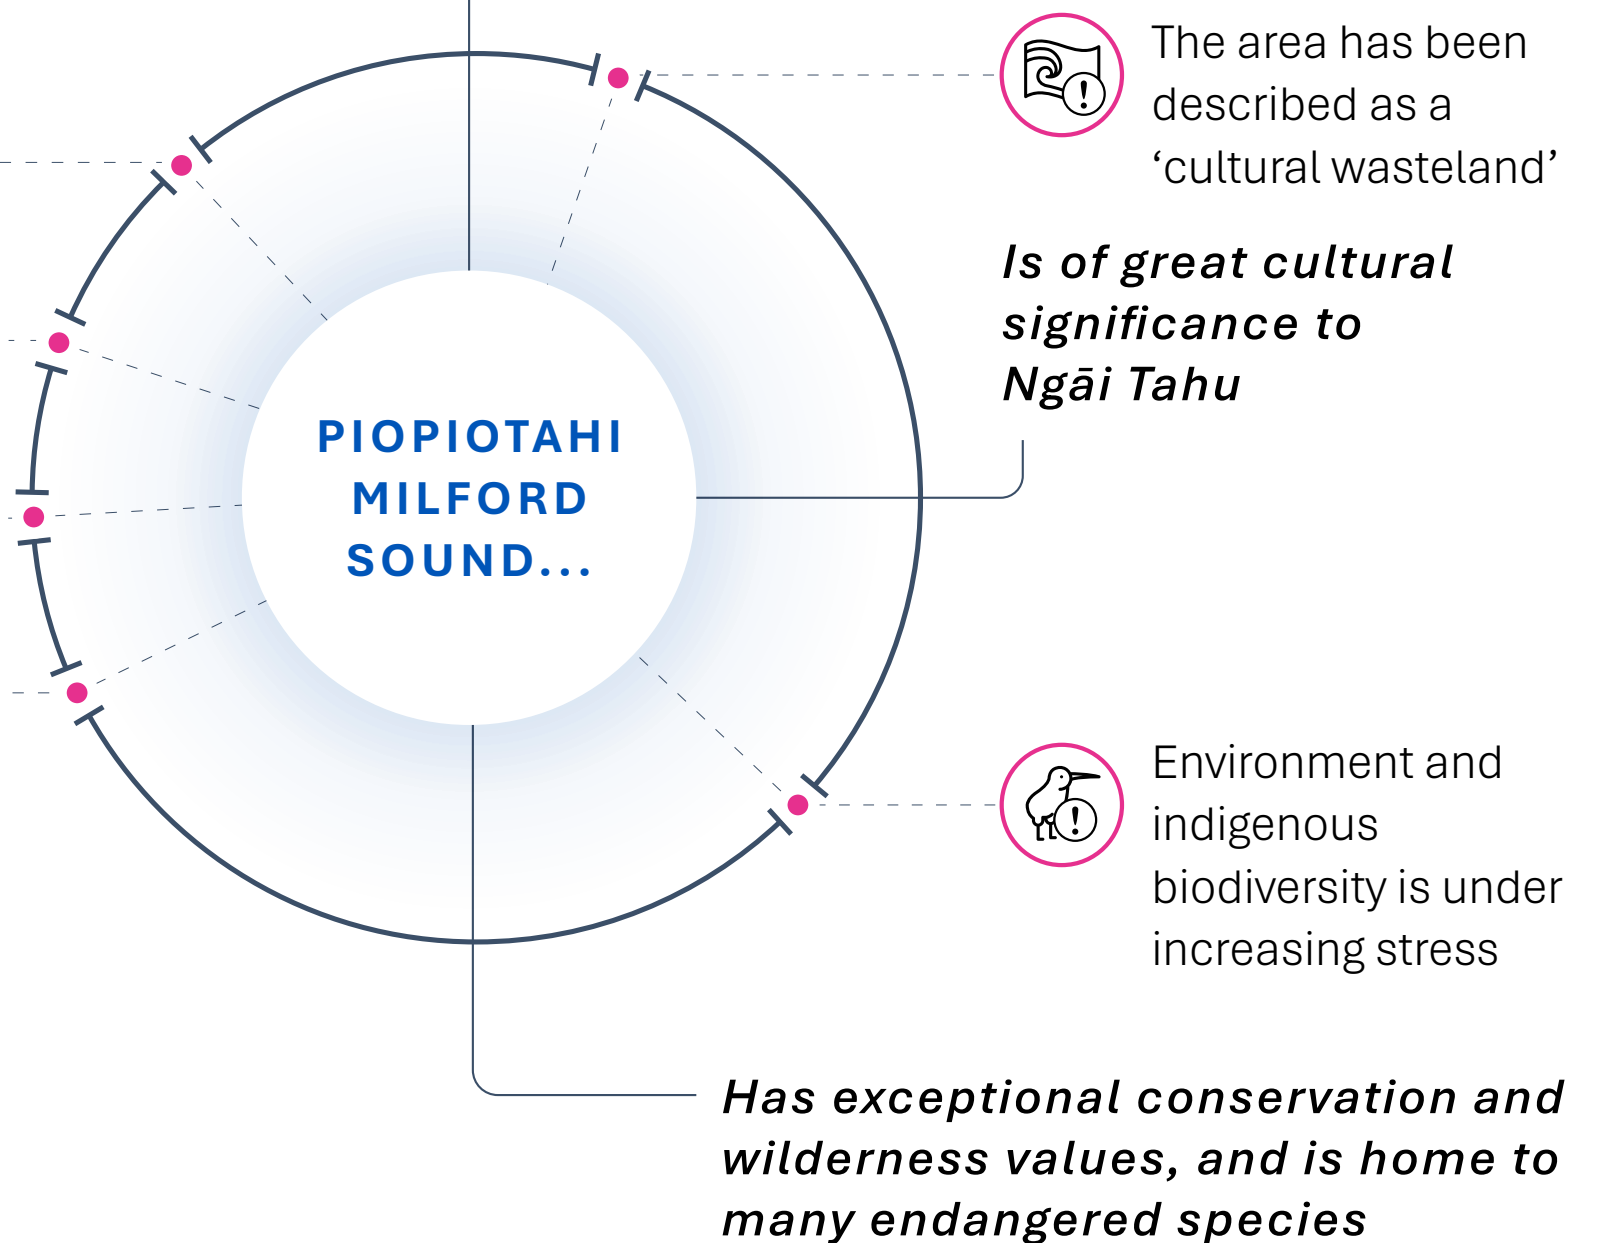 The area has been
described as a
‘cultural wasteland’
Is of great cultural
significance to
Ngāi Tahu
PIOPIOTAHI
MILFORD
SOUND...
Environment and
indigenous
biodiversity is under
increasing stress
Has exceptional conservation and
wilderness values, and is home to
many endangered species